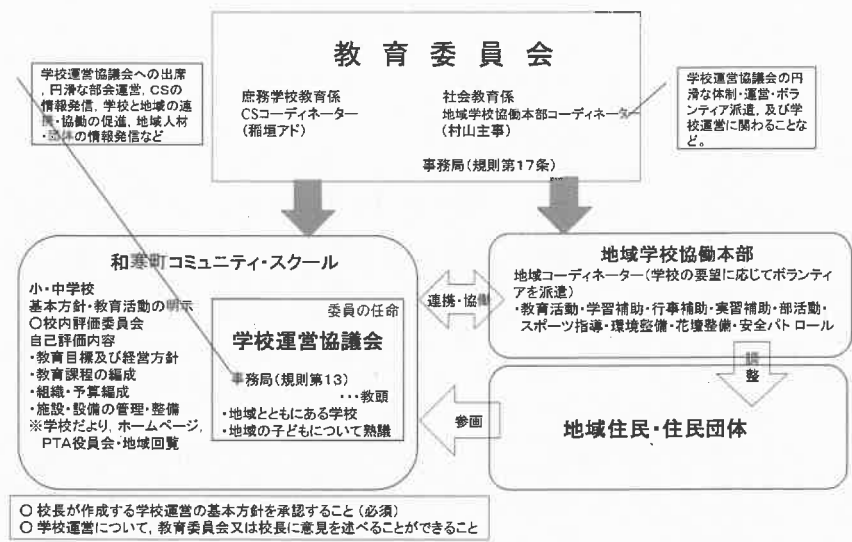 教育委員会
学校運営協議会への出席
，円滑な部会運営，CSの
情報発信，学校と地域の連
携・協働の促進，地域人材
・団体の情報発信など
庶務学校教育係
CSコーディネーター
(稲垣アド)
社会教育係
地域学校協働本部コーディネーター
(村山主事)
事務局(規則第17条)
学校運営協議会の円
滑な体制・運営・ボラ
ンティア派遣，及び学
校運営に関わることな
ど。
和寒町コミュニティ・スクール
小・中学校
基本方針・教育活動の明示
〇校内評価委員会
自己評価内容
・教育目標及び経営方針
・教育課程の編成
・組織・予算編成
・施設・設備の管理・整備
※学校だより，ホームページ，
PTA役員会・地域回覧
委員の任命
学校運営協議会
事務局(規則第13)
・・・教頭
・地域とともにある学校
・地域の子どもについて熟議
連携・協働
地域学校協働本部
地域コーディネーター(学校の要望に応じてボランティ
アを派遣)
・教育活動・学習補助・行事補助・実習補助・部活動・
スポーツ指導・環境整備・花壇整備・安全パトロール
調
整
参画
地域住民・住民団体
〇 校長が作成する学校運営の基本方針を承認すること (必須)
〇 学校運営について，教育委員会又は校長に意見を述べることができること